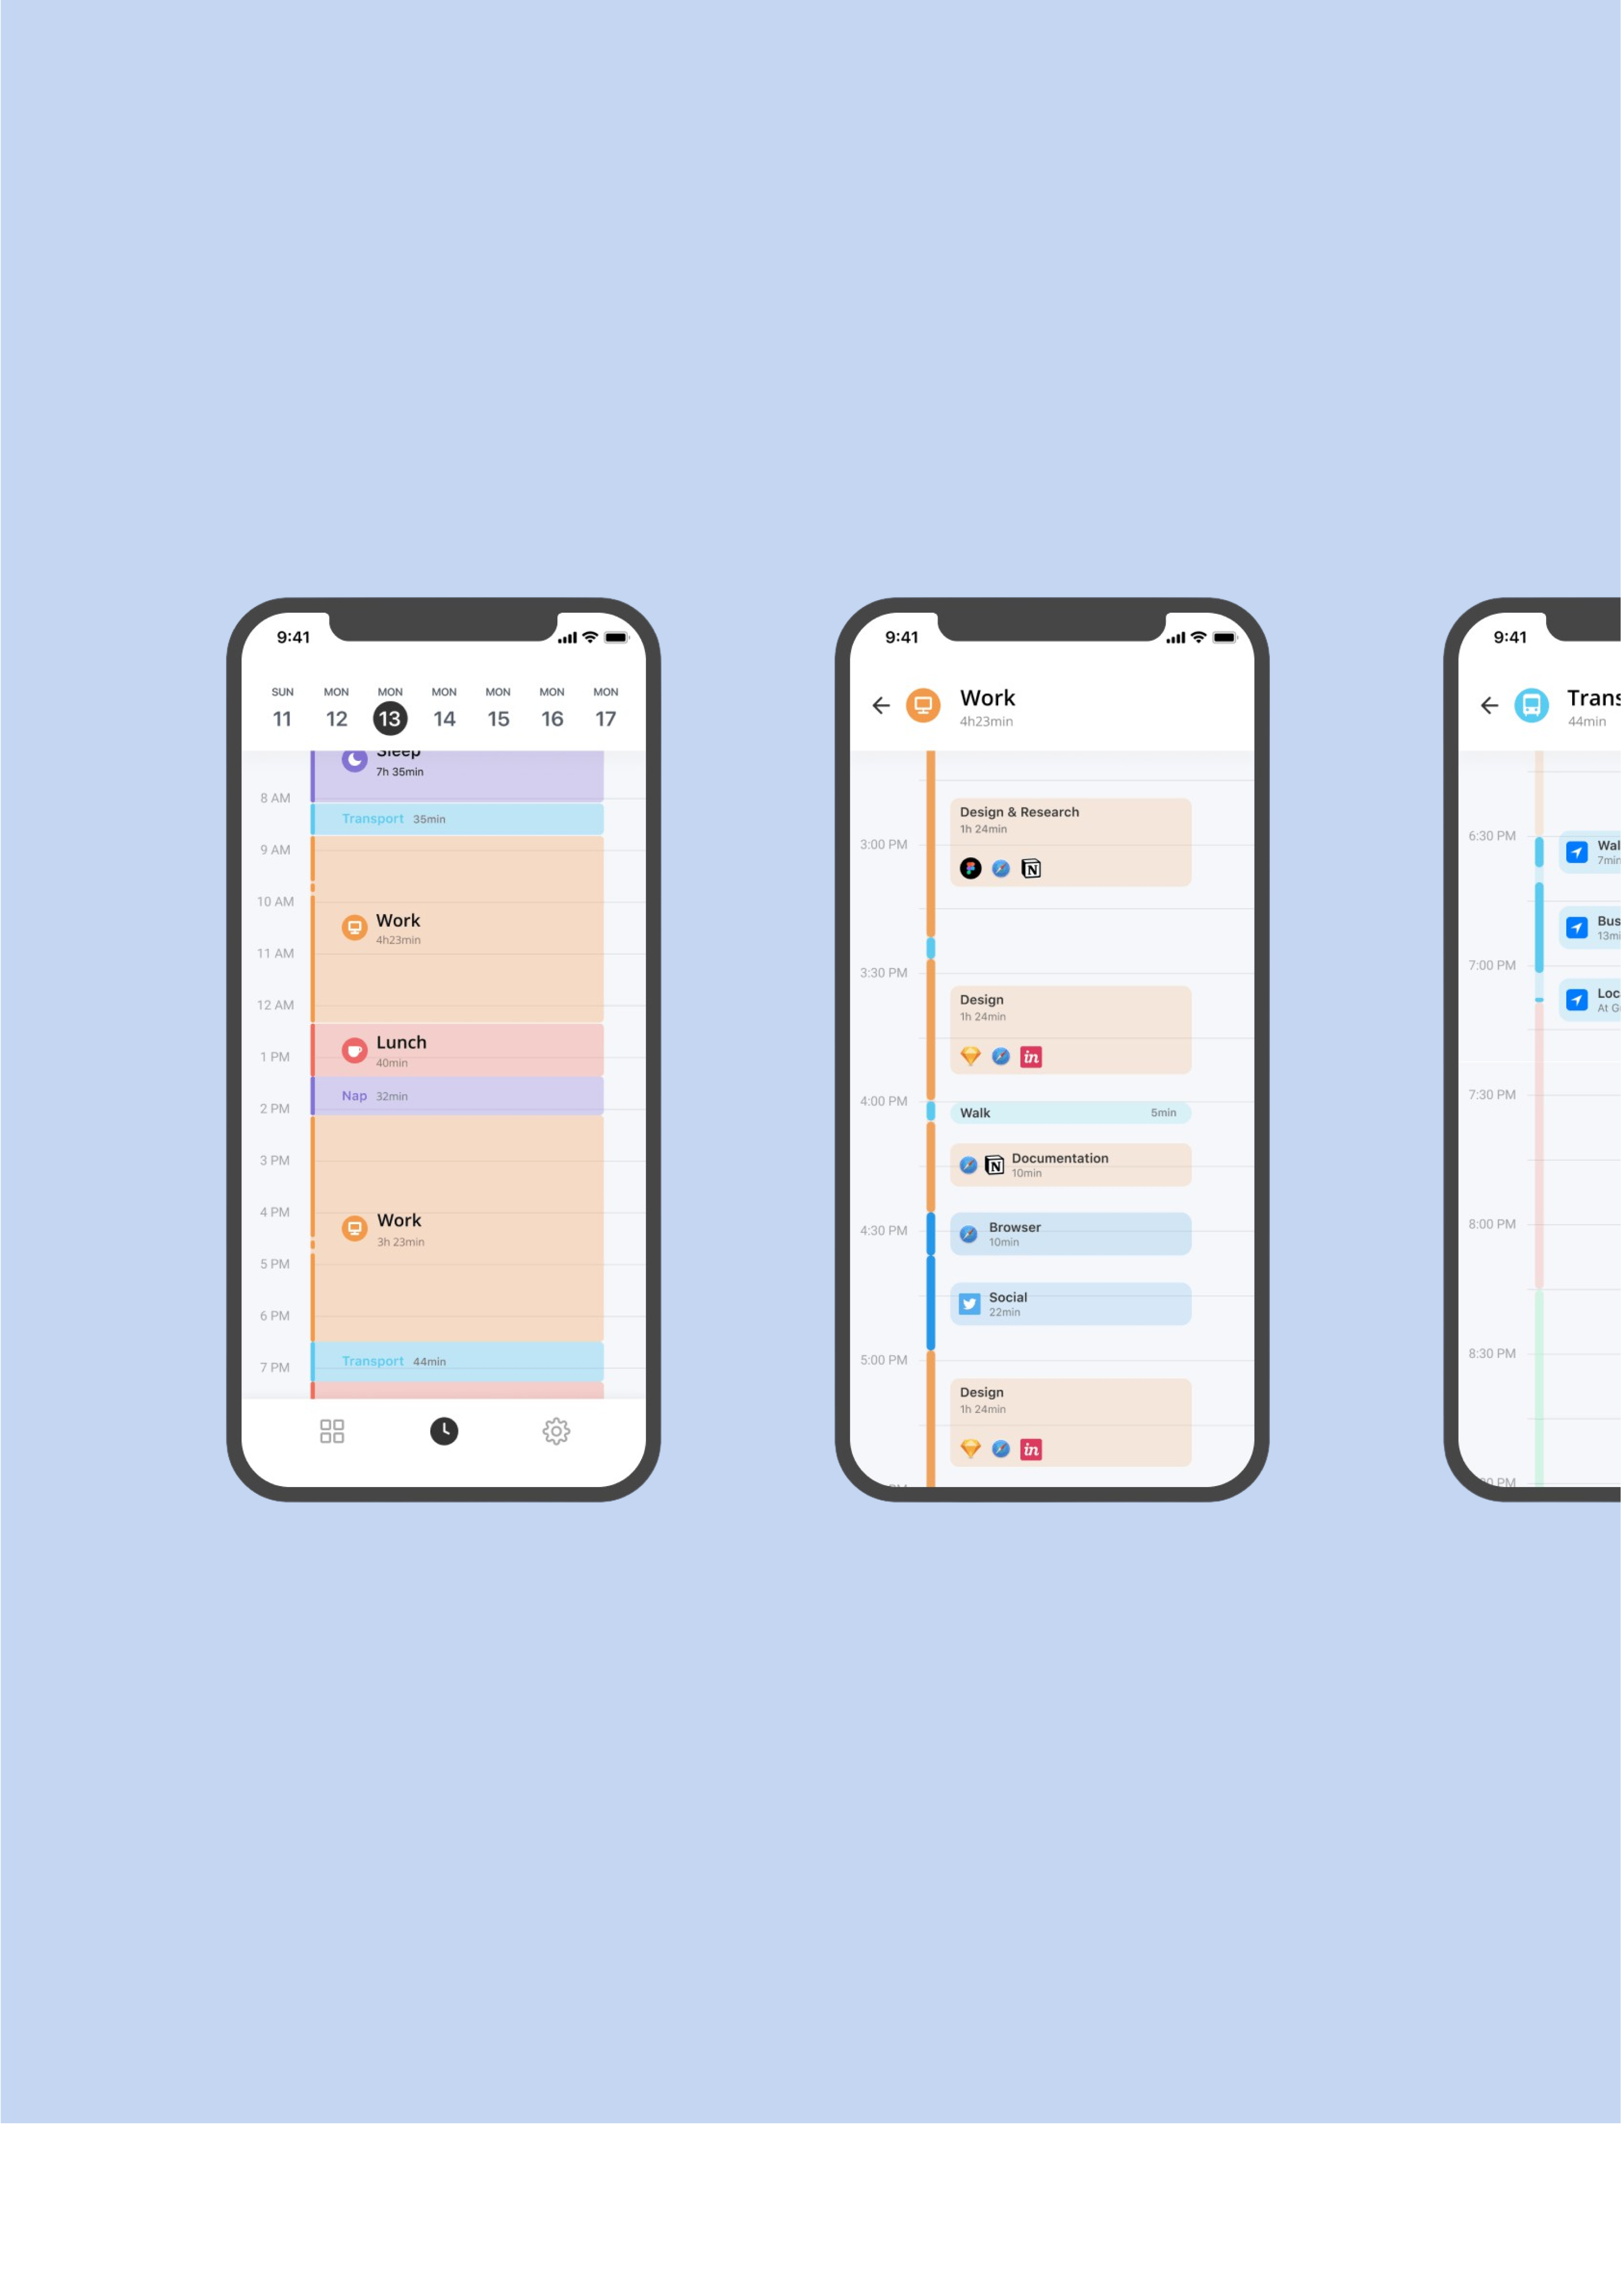 9:41
SUN MON MON MON MON MON MON
11 12 13 14 15 16 17
Sleep
7h 35min
8 AM
Transport 35min
9 AM
10 AM
Work
4h23min
11 AM
12 AM
Lunch
40min
1 PM
Nap 32min
2 PM
3 PM
4 PM
Work
3h 23min
5 PM
6 PM
Transport 44min
7 PM
9:41
Work
4h23min
Design & Research
1h 24min
3:00 PM
N
3:30 PM
Design
1h 24min
in
4:00 PM
Walk 5min
N
Documentation
10min
4:30 PM
Browser
10min
Social
22min
5:00 PM
Design
1h 24min
in
9:41
Trans
44min
6:30 PM
Wal
7min
Bus
13mi
7:00 PM
Loc
At G
7:30 PM
8:00 PM
8:30 PM